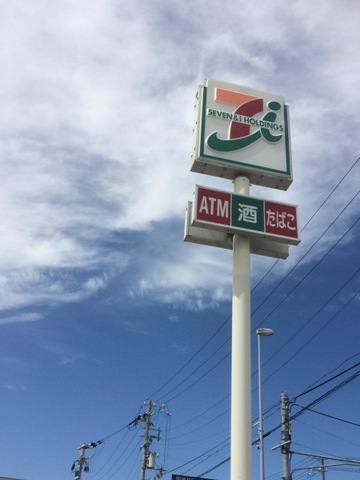 SEVEN & i HOLDINGS
ATM 酒 たばこ